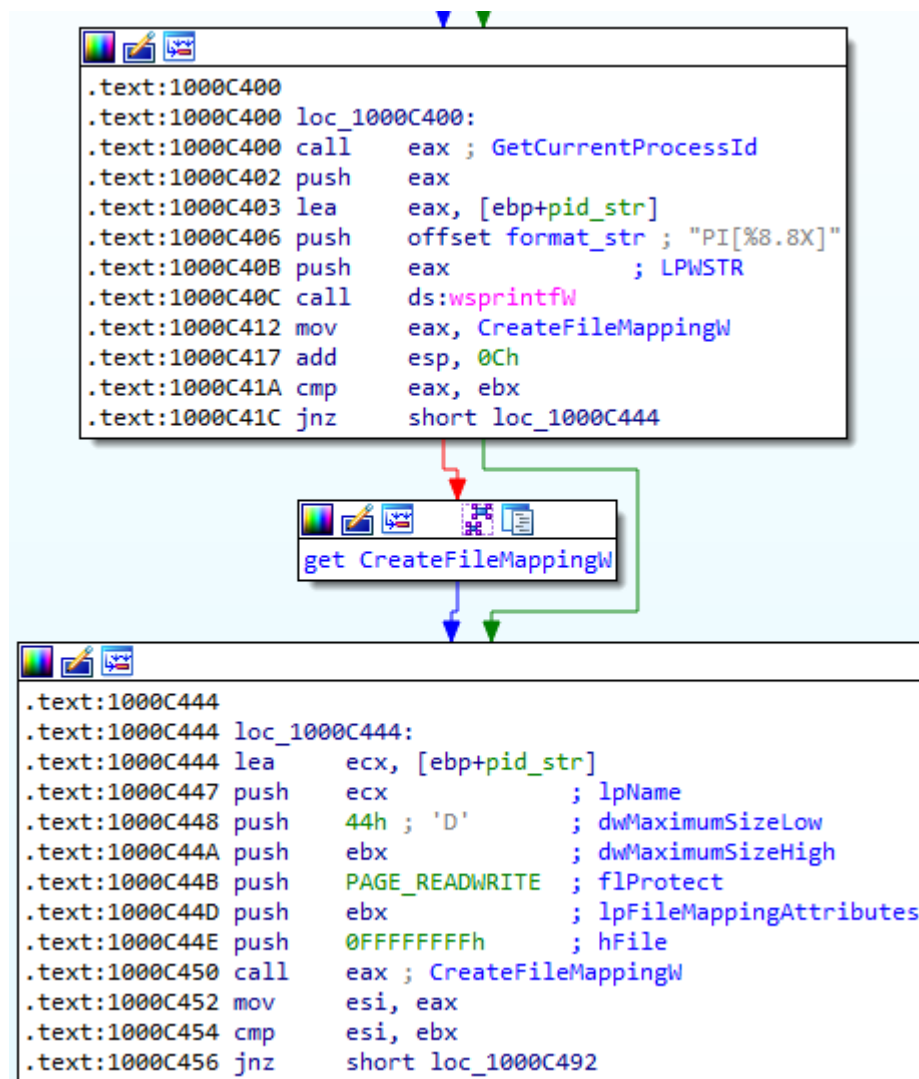 .text:1000C400
.text:1000C400 loc_1000C400:
.text:1000C400 call eax ; GetCurrentProcessId
.text:1000C402 push eax
.text:1000C403 lea eax, [ebp+pid_str]
.text:1000C406 push offset format_str ; "PI[%8.8X]"
.text:1000C40B push eax ; LPWSTR
.text:1000C40C call ds:wsprintfW
.text:1000C412 mov eax, CreateFileMappingW
.text:1000C417 add esp, 0Ch
.text:1000C41A cmp eax, ebx
.text:1000C41C jnz short loc_1000C444
get CreateFileMappingW
.text:1000C444
.text:1000C444 loc_1000C444:
.text:1000C444 lea ecx, [ebp+pid_str]
.text:1000C447 push ecx ; lpName
.text:1000C448 push 44h ; 'D' ; dwMaximumSizeLow
.text:1000C44A push ebx ; dwMaximumSizeHigh
.text:1000C44B push PAGE_READWRITE ; flProtect
.text:1000C44D push ebx ; lpFileMappingAttributes
.text:1000C44E push 0FFFFFFFFh ; hFile
.text:1000C450 call eax ; CreateFileMappingW
.text:1000C452 mov esi, eax
.text:1000C454 cmp esi, ebx
.text:1000C456 jnz short loc_1000C492